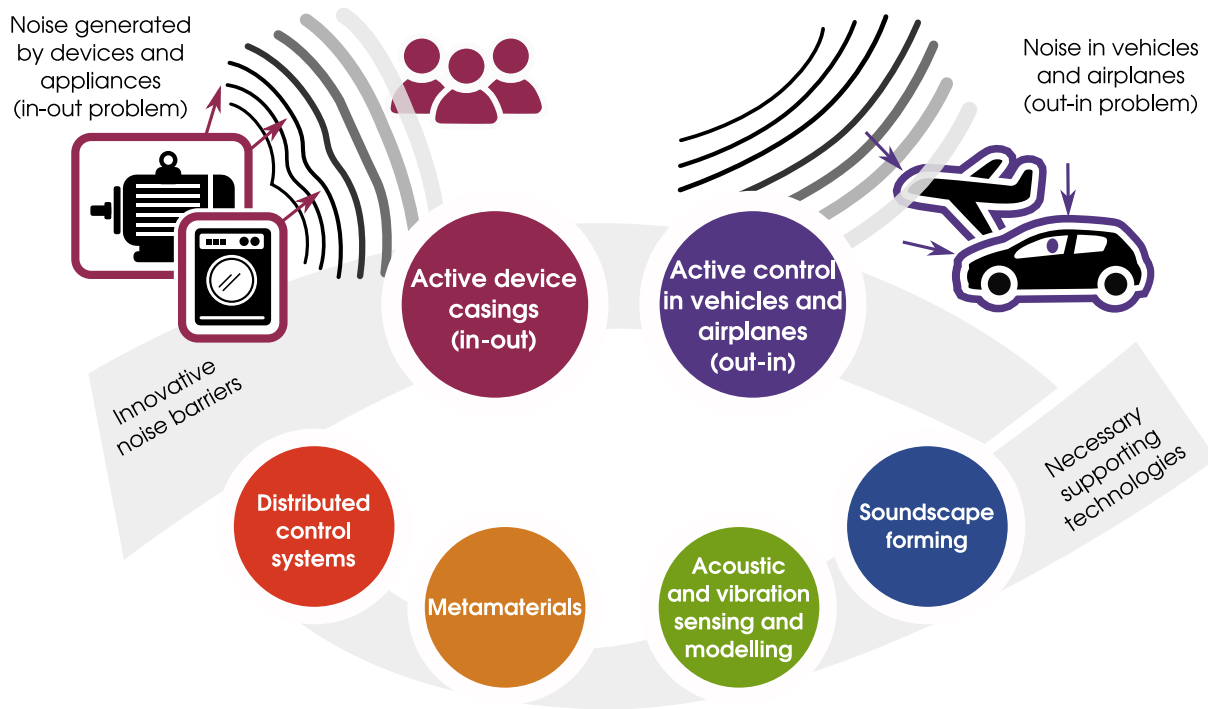 Noise generated
by devices and
appliances
(in-out problem)
Noise in vehicles
and airplanes
(out-in problem)
Active device
casings
(in-out)
Active control
in vehicles and
airplanes
(out-in)
Innovative
noise barriers
Necessary
supporting
technologies
Distributed
control
systems
Metamaterials
Acoustic
and vibration
sensing and
modelling
Soundscape
forming